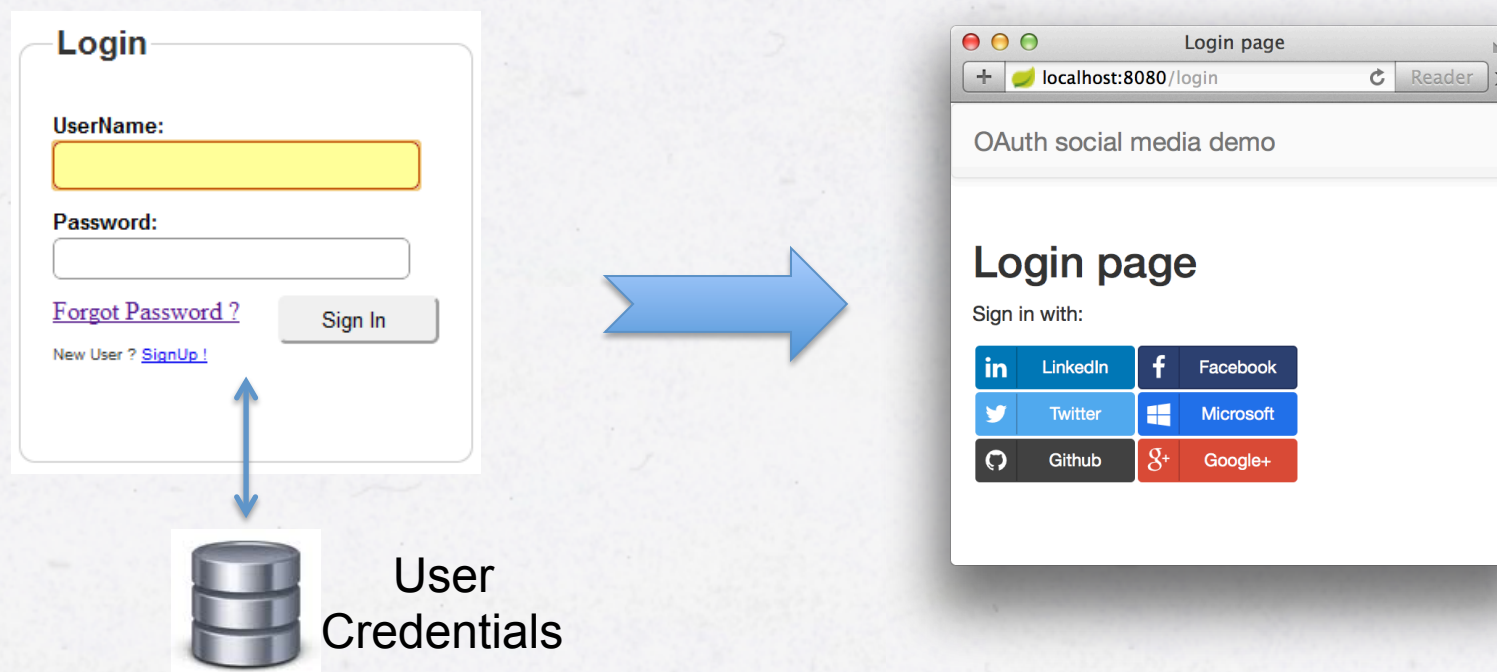 Login
UserName:
Password:
Forgot Password ?
Sign In
New User ? SignUp !
User
Credentials
Login page
localhost:8080/login
Reader
OAuth social media demo
Login page
Sign in with:
in LinkedIn
f Facebook
Twitter
Microsoft
Github
g+ Google+